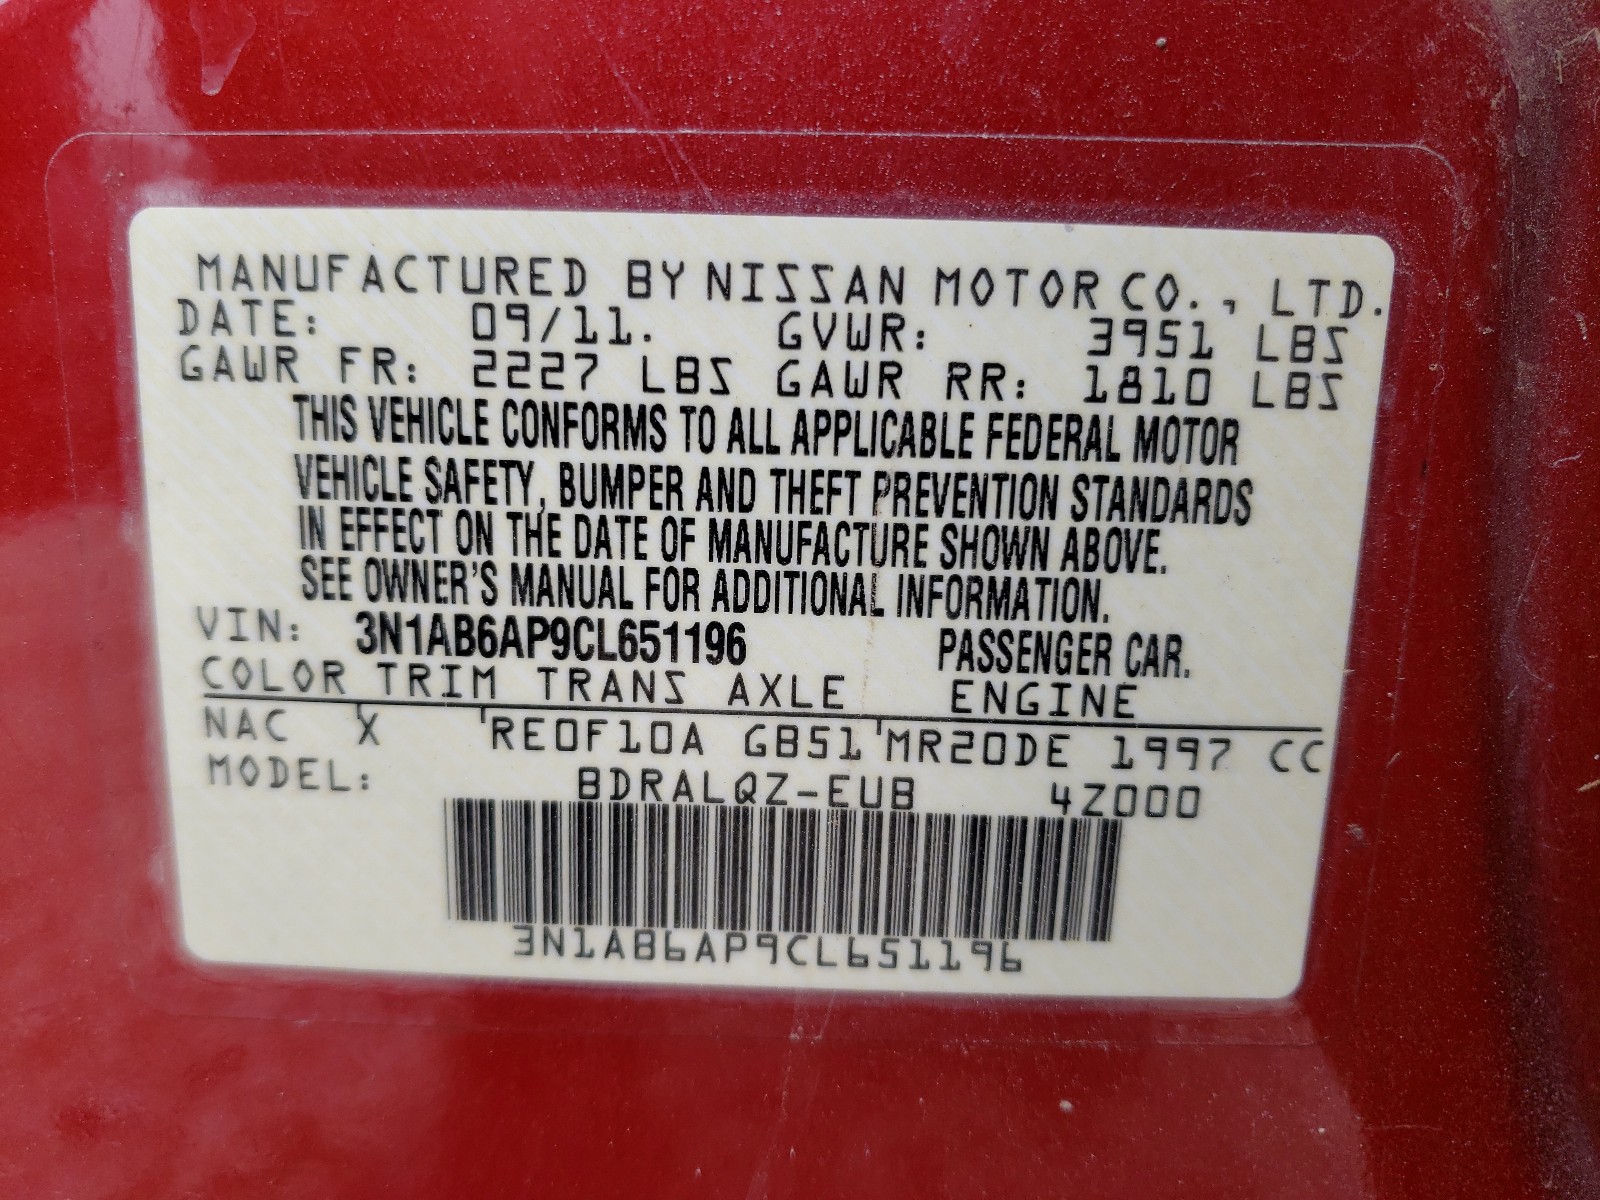 MANUFACTURED BY NISSAN MOTOR CO., LTD.
DATE: 09/11. GVWR: 3951 LBS
GAWR FR: 2227 LBS GAWR RR: 1810 LBS
THIS VEHICLE CONFORMS TO ALL APPLICABLE FEDERAL MOTOR
VEHICLE SAFETY, BUMPER AND THEFT PREVENTION STANDARDS
IN EFFECT ON THE DATE OF MANUFACTURE SHOWN ABOVE.
SEE OWNER'S MANUAL FOR ADDITIONAL INFORMATION.
VIN: 3N1AB6AP9CL651196 PASSENGER CAR.
COLOR TRIM TRANS AXLE ENGINE
NAC X RE0F10A GB51 MR20DE 1997 CC
MODEL: BDRALQZ-EUB 4Z000
3N1AB6AP9CL651196